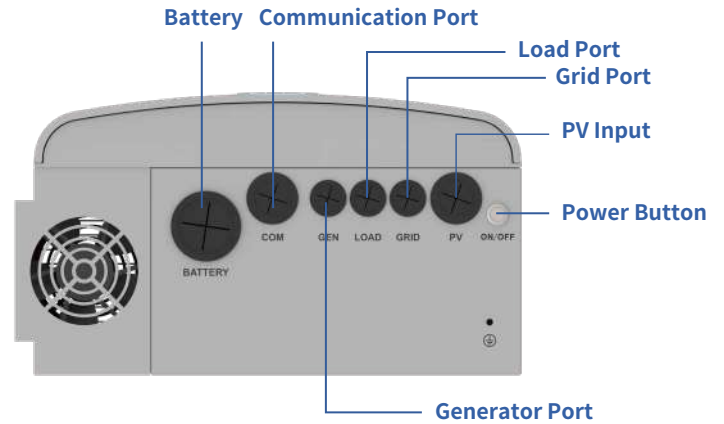 Battery
Communication Port
Load Port
Grid Port
PV Input
Power Button
COM
GEN
LOAD
GRID
PV
ON/OFF
BATTERY
Generator Port